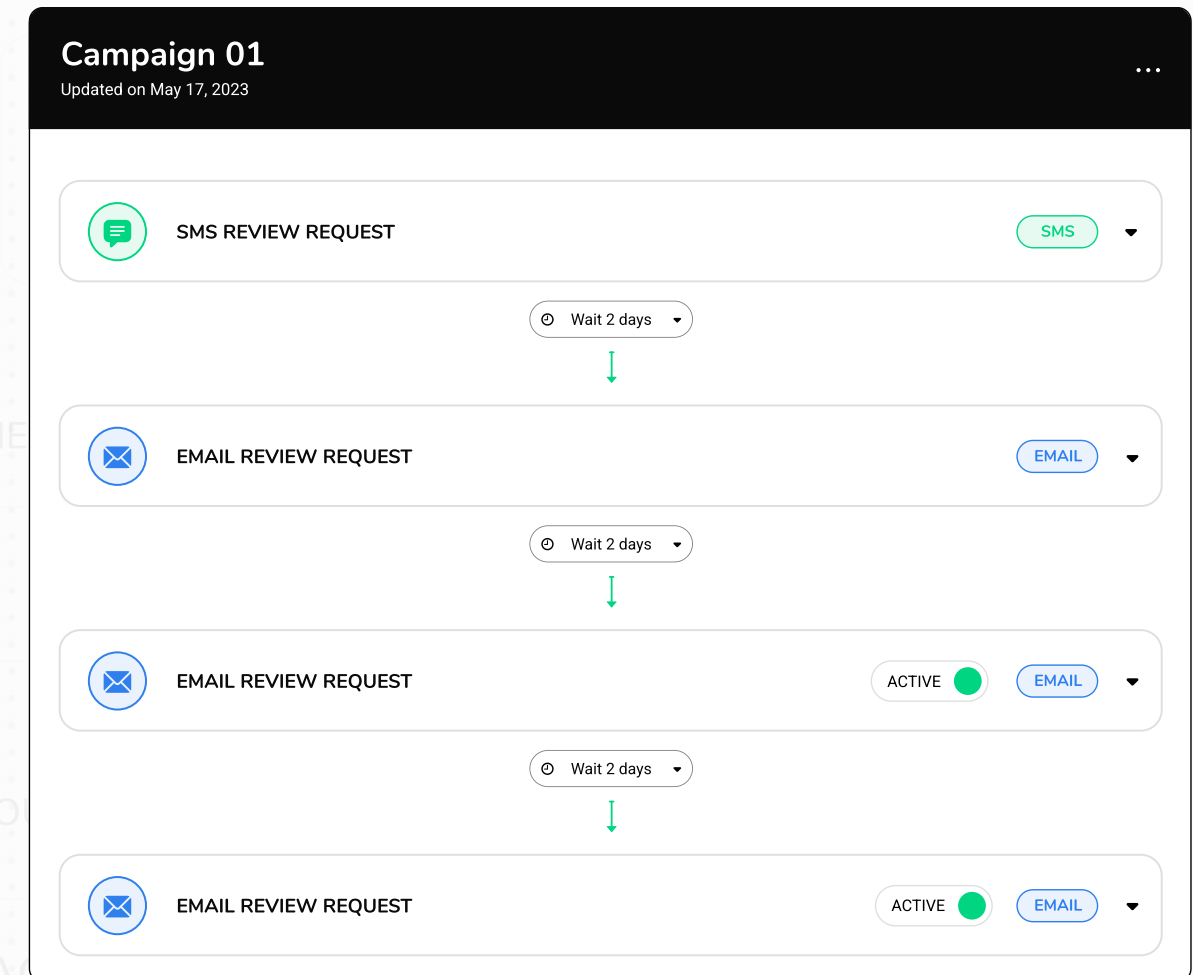 Campaign 01
Updated on May 17, 2023
SMS REVIEW REQUEST SMS
Wait 2 days
EMAIL REVIEW REQUEST EMAIL
Wait 2 days
EMAIL REVIEW REQUEST ACTIVE EMAIL
Wait 2 days
EMAIL REVIEW REQUEST ACTIVE EMAIL